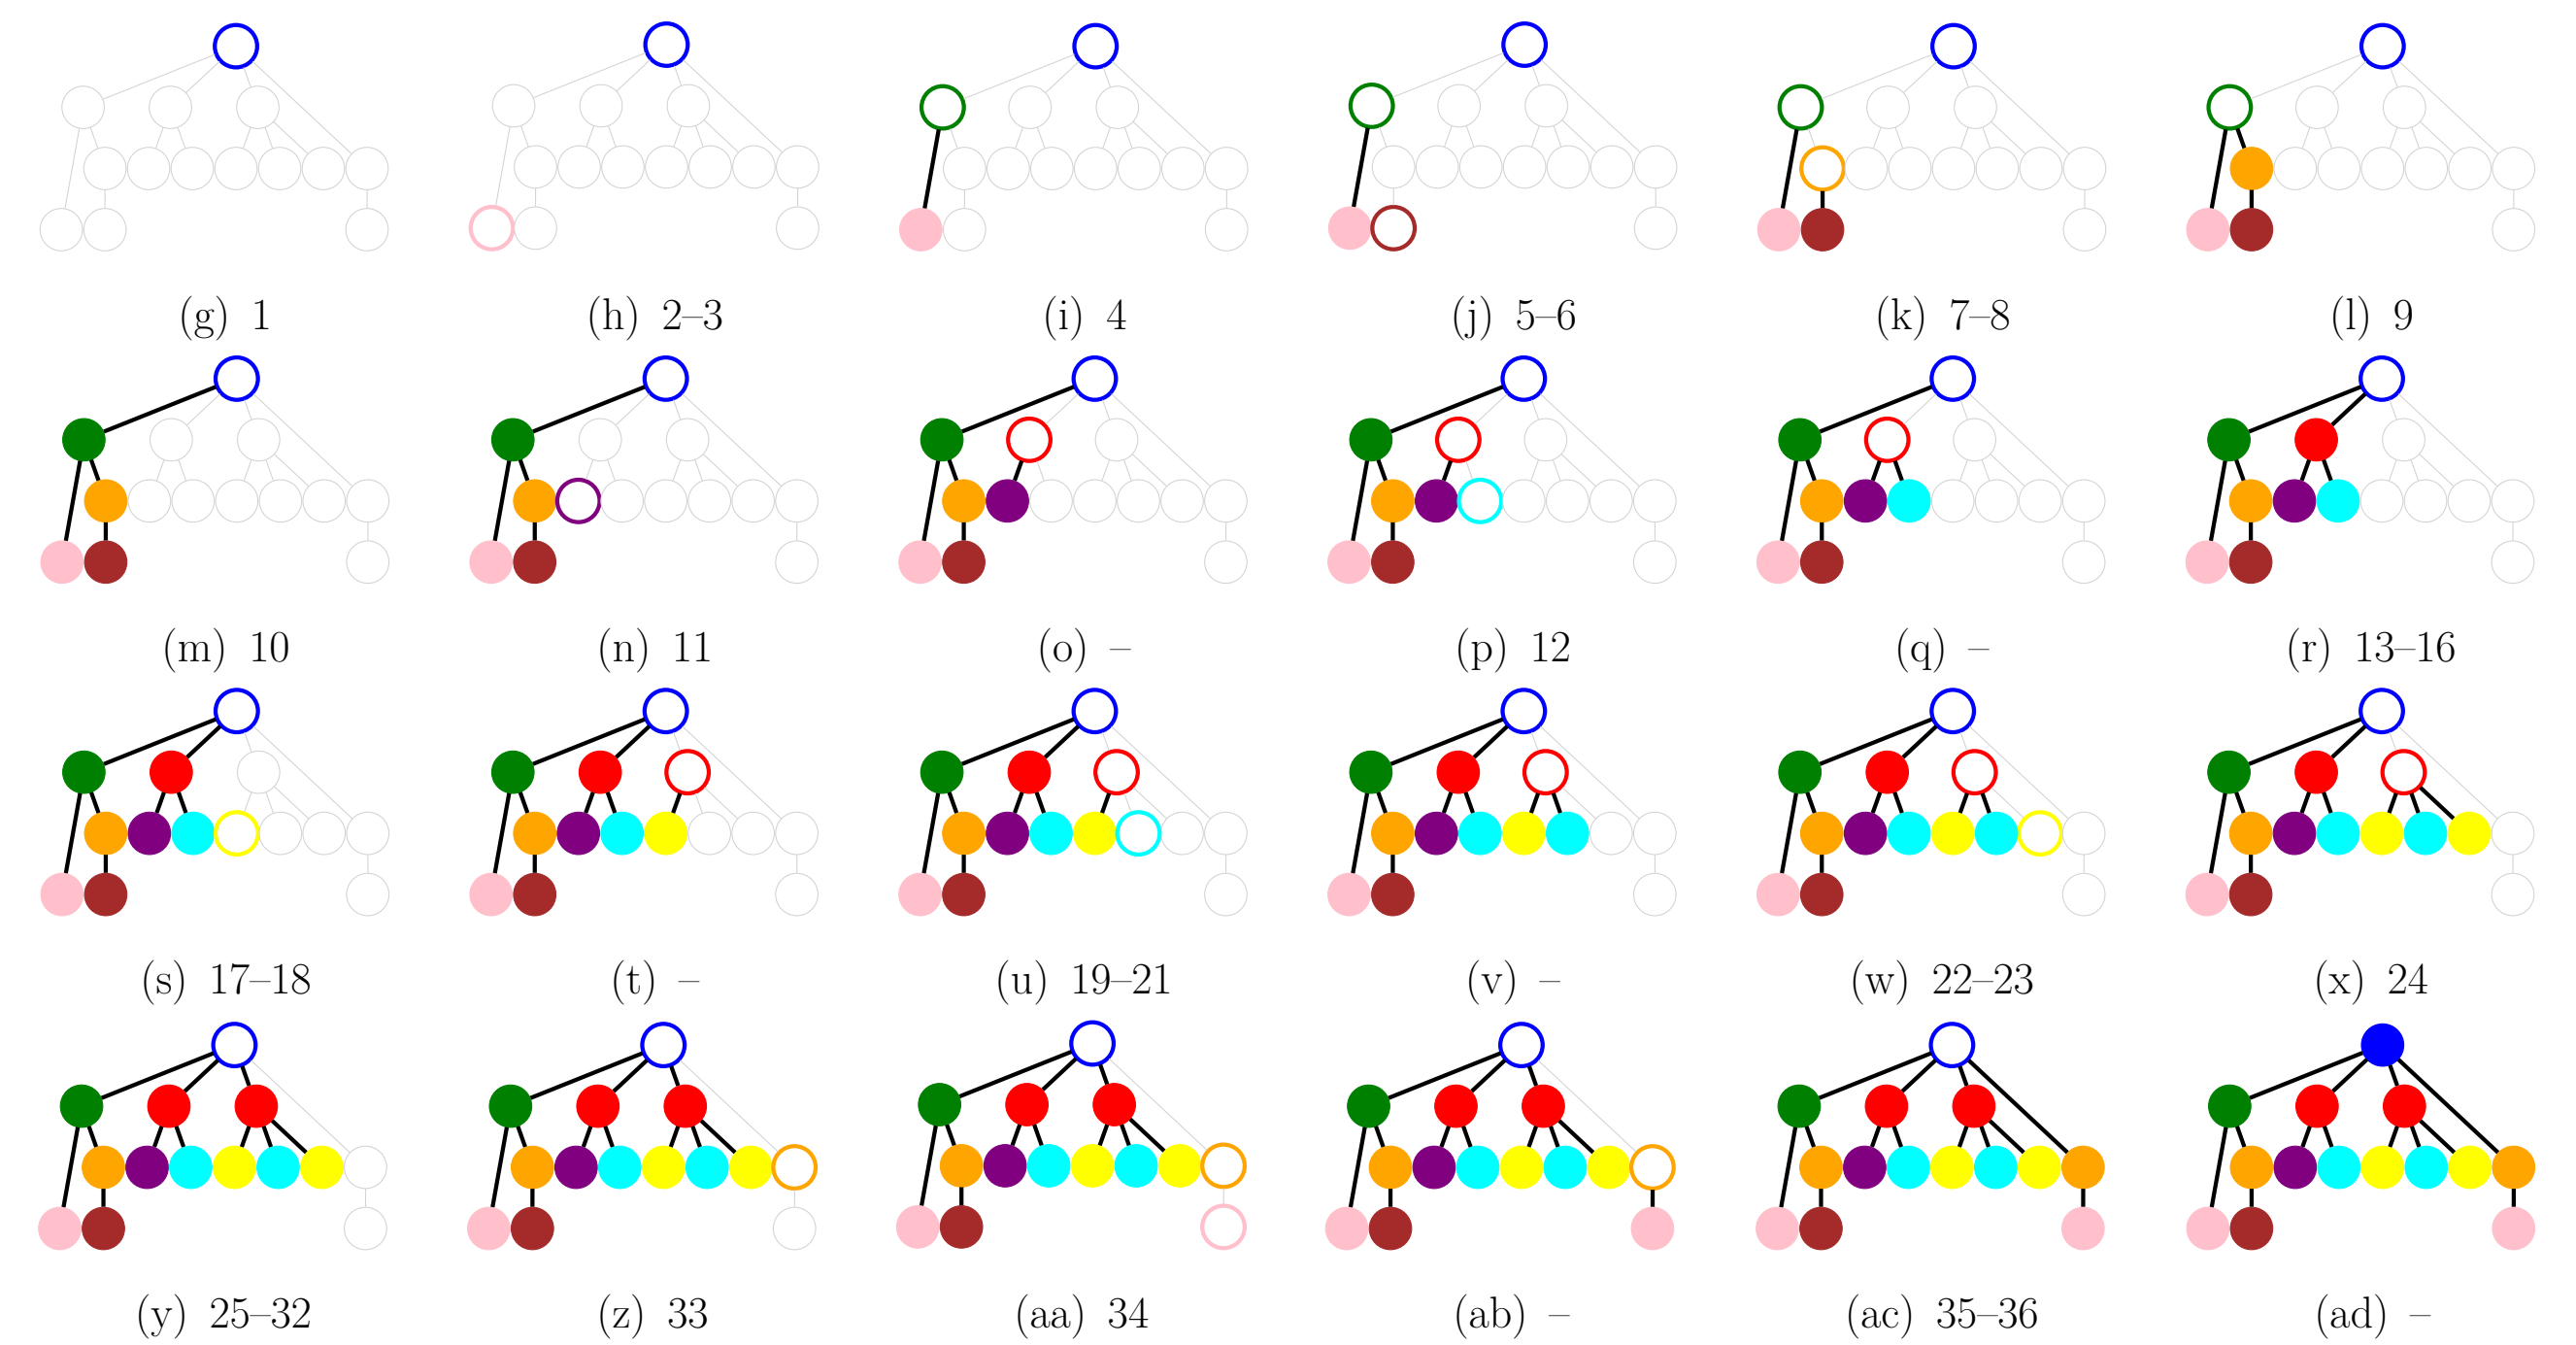 (g) 1 (h) 2–3 (i) 4 (j) 5–6 (k) 7–8 (l) 9
(m) 10 (n) 11 (o) – (p) 12 (q) – (r) 13–16
(s) 17–18 (t) – (u) 19–21 (v) – (w) 22–23 (x) 24
(y) 25–32 (z) 33 (aa) 34 (ab) – (ac) 35–36 (ad) –